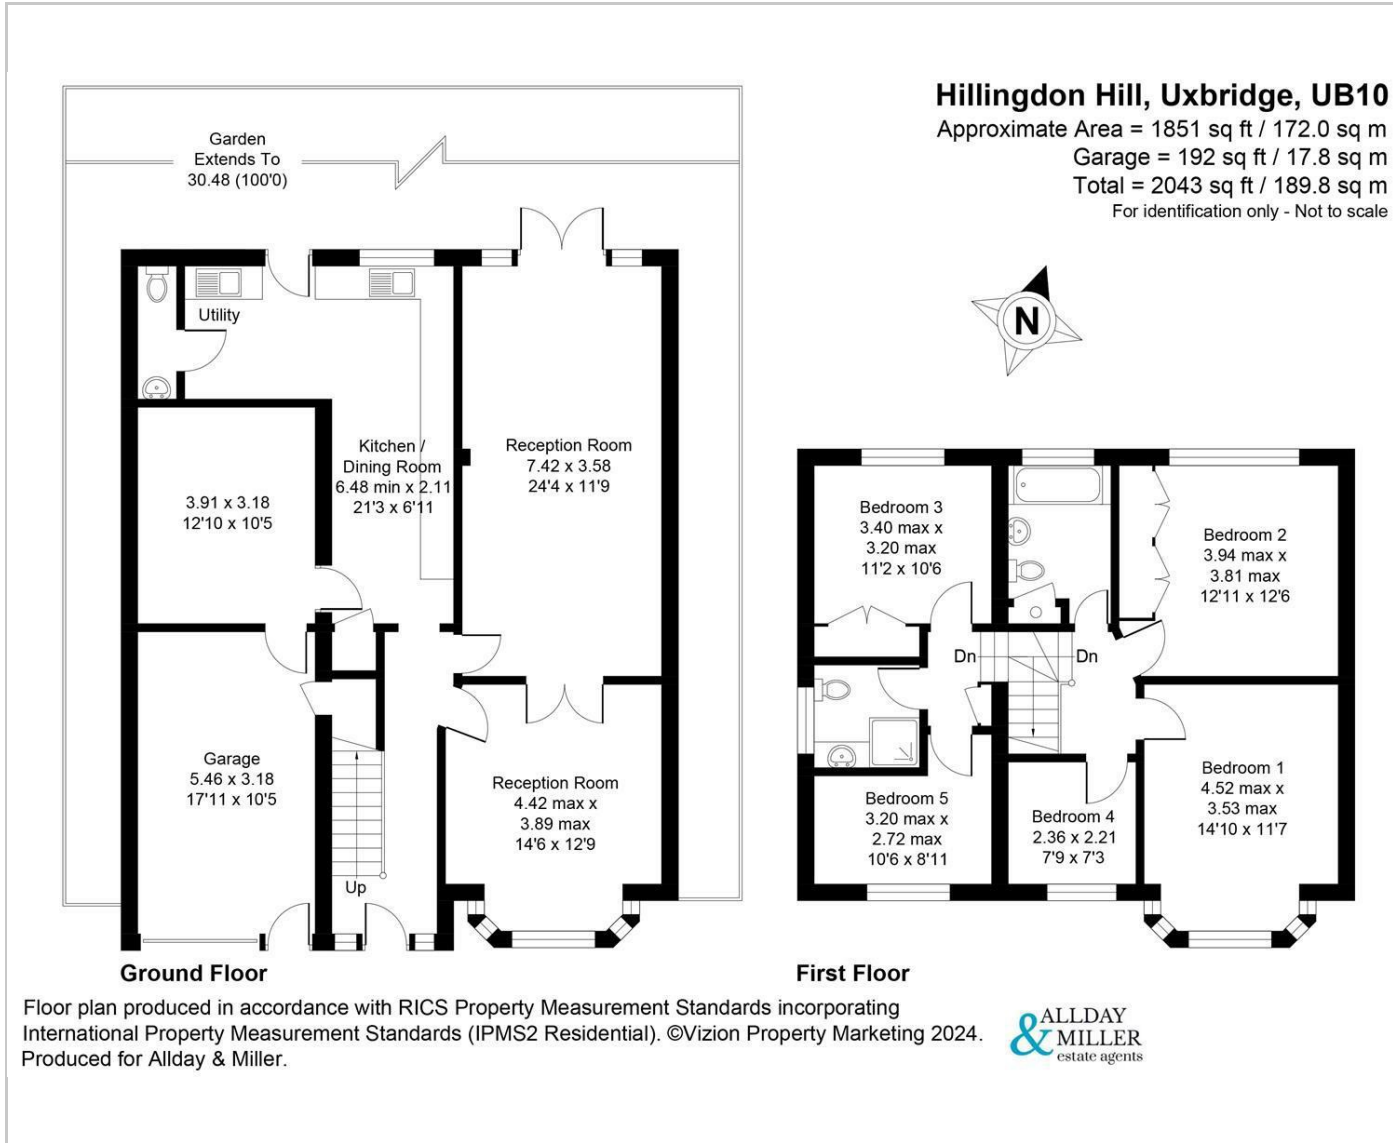 Hillingdon Hill, Uxbridge, UB10
Approximate Area = 1851 sq ft / 172.0 sq m
Garage = 192 sq ft / 17.8 sq m
Total = 2043 sq ft / 189.8 sq m
For identification only - Not to scale
N
Garden
Extends To
30.48 (100'0)
Utility
Kitchen /
Dining Room
6.48 min x 2.11
21'3 x 6'11
Reception Room
7.42 x 3.58
24'4 x 11'9
3.91 x 3.18
12'10 x 10'5
Garage
5.46 x 3.18
17'11 x 10'5
Up
Reception Room
4.42 max x
3.89 max
14'6 x 12'9
Ground Floor
Bedroom 3
3.40 max x
3.20 max
11'2 x 10'6
Bedroom 2
3.94 max x
3.81 max
12'11 x 12'6
Dn
Dn
Bedroom 5
3.20 max x
2.72 max
10'6 x 8'11
Bedroom 4
2.36 x 2.21
7'9 x 7'3
Bedroom 1
4.52 max x
3.53 max
14'10 x 11'7
First Floor
Floor plan produced in accordance with RICS Property Measurement Standards incorporating
International Property Measurement Standards (IPMS2 Residential). ©Vizion Property Marketing 2024.
Produced for Allday & Miller.
ALLDAY
& MILLER
estate agents